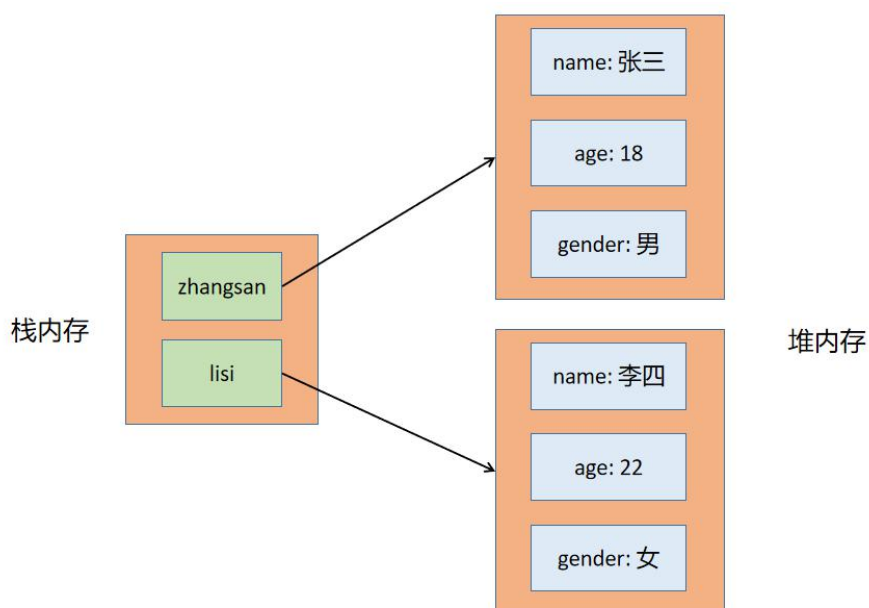 栈内存
zhangsan
lisi
name: 张三
age: 18
gender: 男
name: 李四
age: 22
gender: 女
堆内存